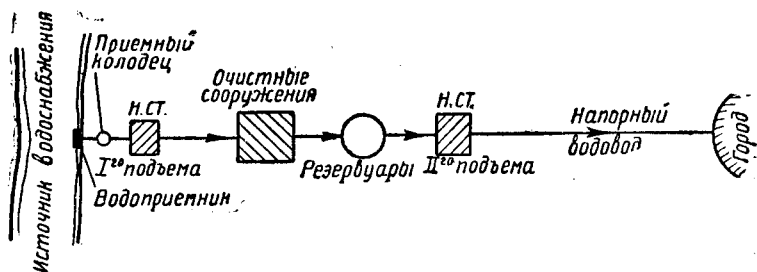 Источник водоснабжения
Приемный
колодец
Н.СТ.
I го подъема
Водоприемник
Очистные
сооружения
Резервуары
Н.СТ.
II го подъема
Напорный
водовод
Город